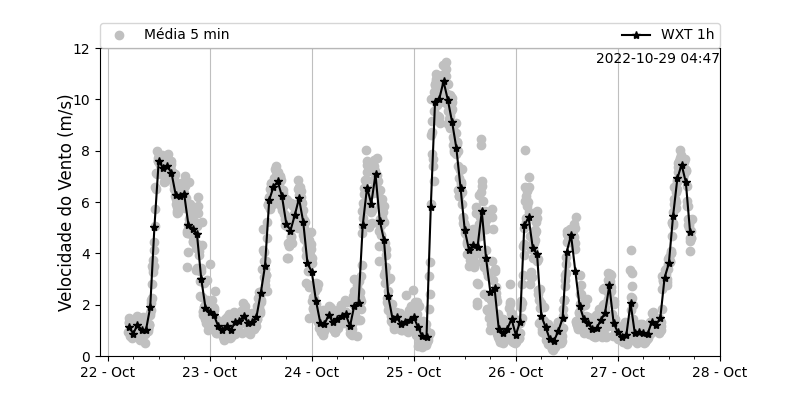 Média 5 min
WXT 1h
2022-10-29 04:47
Velocidade do Vento (m/s)
12
10
8
6
4
2
0
22 - Oct
23 - Oct
24 - Oct
25 - Oct
26 - Oct
27 - Oct
28 - Oct